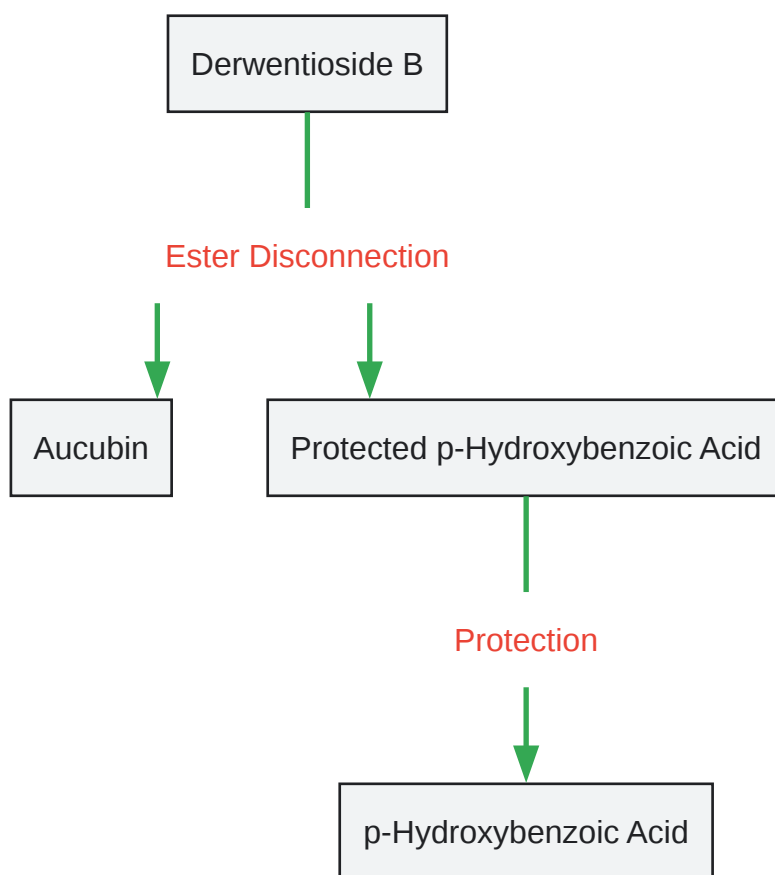 Derwentioside B
Ester Disconnection
Aucubin
Protected p-Hydroxybenzoic Acid
Protection
p-Hydroxybenzoic Acid